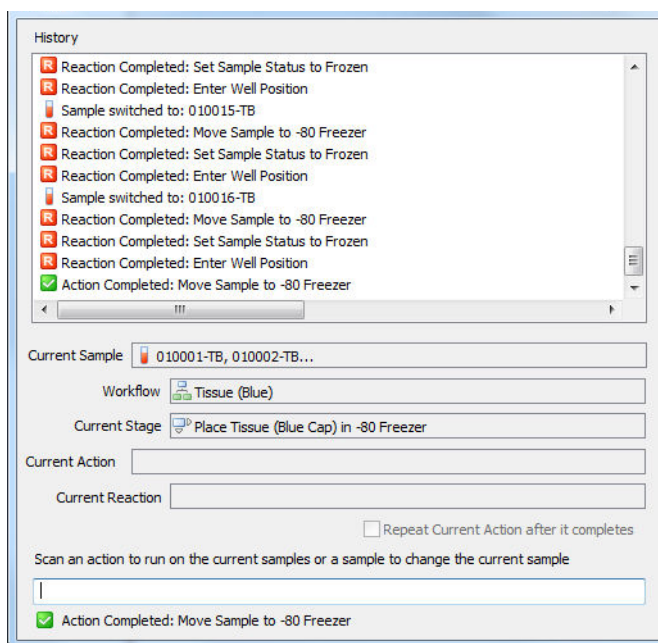 History
R Reaction Completed: Set Sample Status to Frozen
R Reaction Completed: Enter Well Position
Sample switched to: 010015-TB
R Reaction Completed: Move Sample to -80 Freezer
R Reaction Completed: Set Sample Status to Frozen
R Reaction Completed: Enter Well Position
Sample switched to: 010016-TB
R Reaction Completed: Move Sample to -80 Freezer
R Reaction Completed: Set Sample Status to Frozen
R Reaction Completed: Enter Well Position
Action Completed: Move Sample to -80 Freezer
Current Sample 010001-TB, 010002-TB...
Workflow Tissue (Blue)
Current Stage Place Tissue (Blue Cap) in -80 Freezer
Current Action
Current Reaction
Repeat Current Action after it completes
Scan an action to run on the current samples or a sample to change the current sample
Action Completed: Move Sample to -80 Freezer